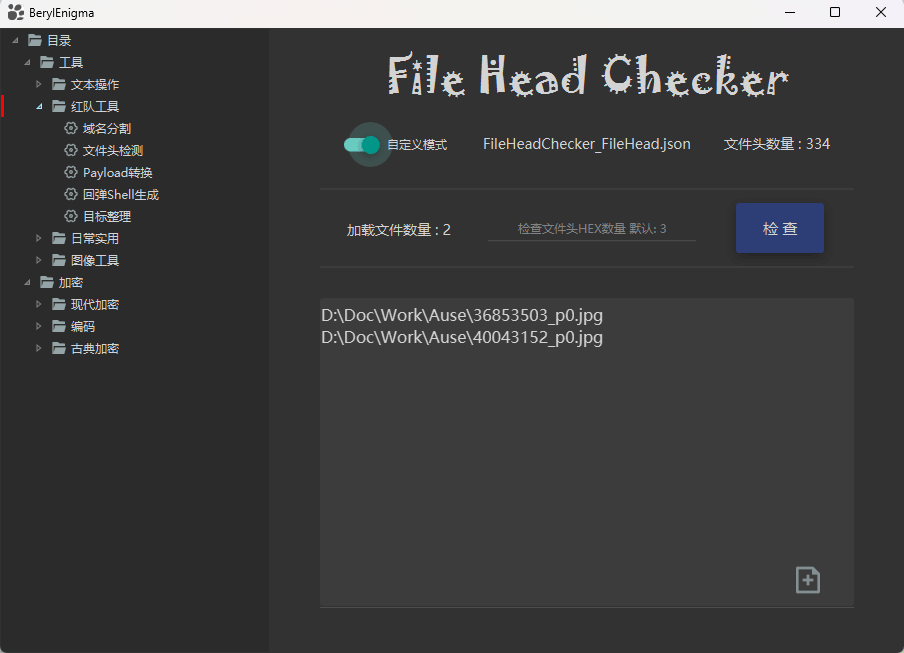 BerylEnigma
目录
工具
文本操作
红队工具
域名分割
文件头检测
Payload转换
回弹Shell生成
目标整理
日常实用
图像工具
加密
现代加密
编码
古典加密
File Head Checker
自定义模式 FileHeadChecker_FileHead.json 文件头数量 : 334
加载文件数量 : 2 检查文件头HEX数量 默认: 3 检 查
D:\Doc\Work\Ause\36853503_p0.jpg
D:\Doc\Work\Ause\40043152_p0.jpg